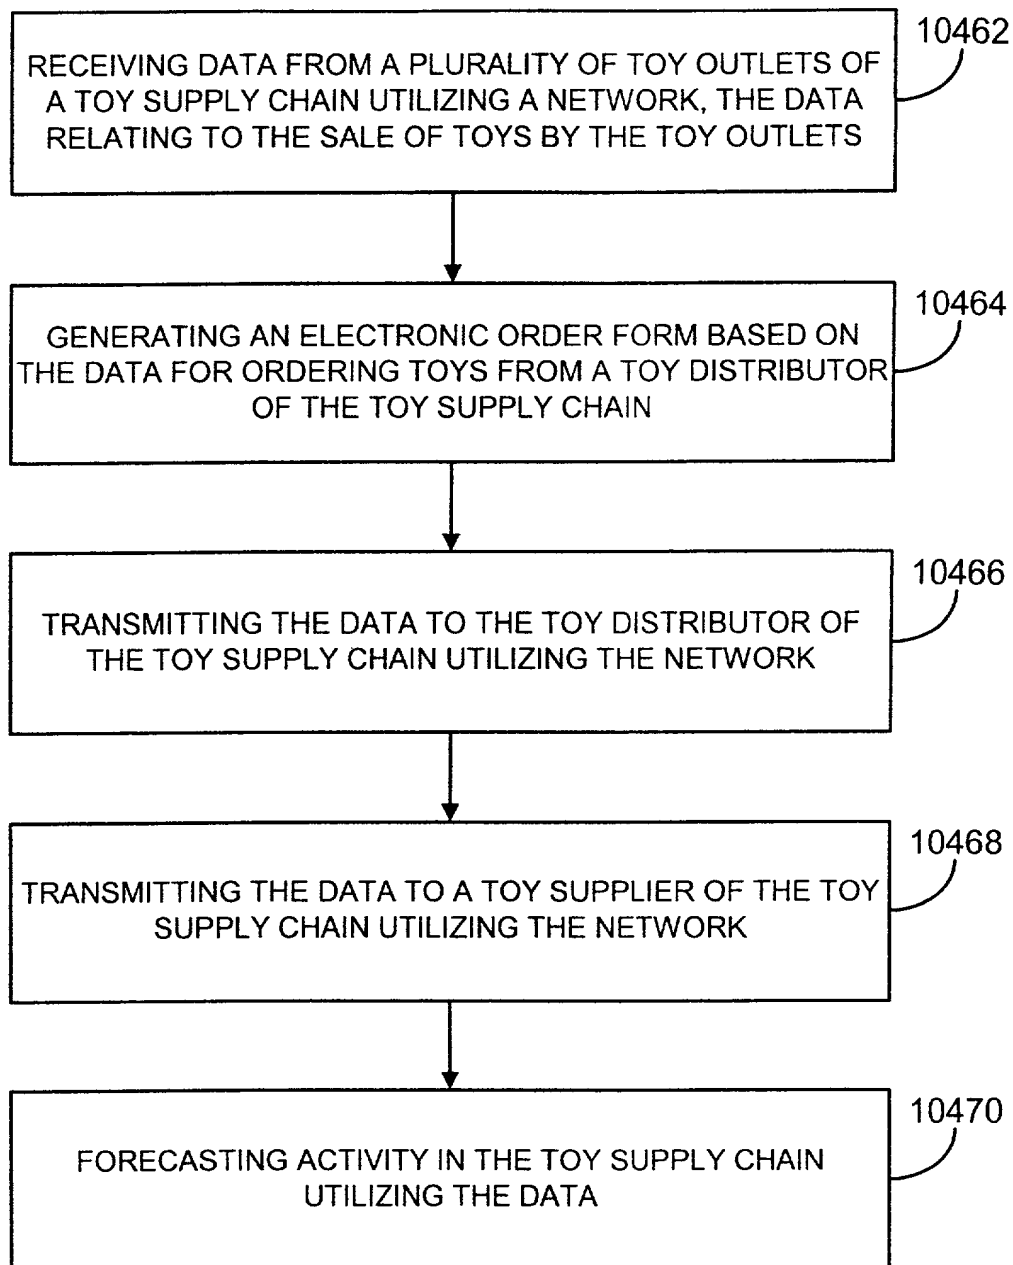 10462
RECEIVING DATA FROM A PLURALITY OF TOY OUTLETS OF
A TOY SUPPLY CHAIN UTILIZING A NETWORK, THE DATA
RELATING TO THE SALE OF TOYS BY THE TOY OUTLETS
10464
GENERATING AN ELECTRONIC ORDER FORM BASED ON
THE DATA FOR ORDERING TOYS FROM A TOY DISTRIBUTOR
OF THE TOY SUPPLY CHAIN
10466
TRANSMITTING THE DATA TO THE TOY DISTRIBUTOR OF
THE TOY SUPPLY CHAIN UTILIZING THE NETWORK
10468
TRANSMITTING THE DATA TO A TOY SUPPLIER OF THE TOY
SUPPLY CHAIN UTILIZING THE NETWORK
10470
FORECASTING ACTIVITY IN THE TOY SUPPLY CHAIN
UTILIZING THE DATA